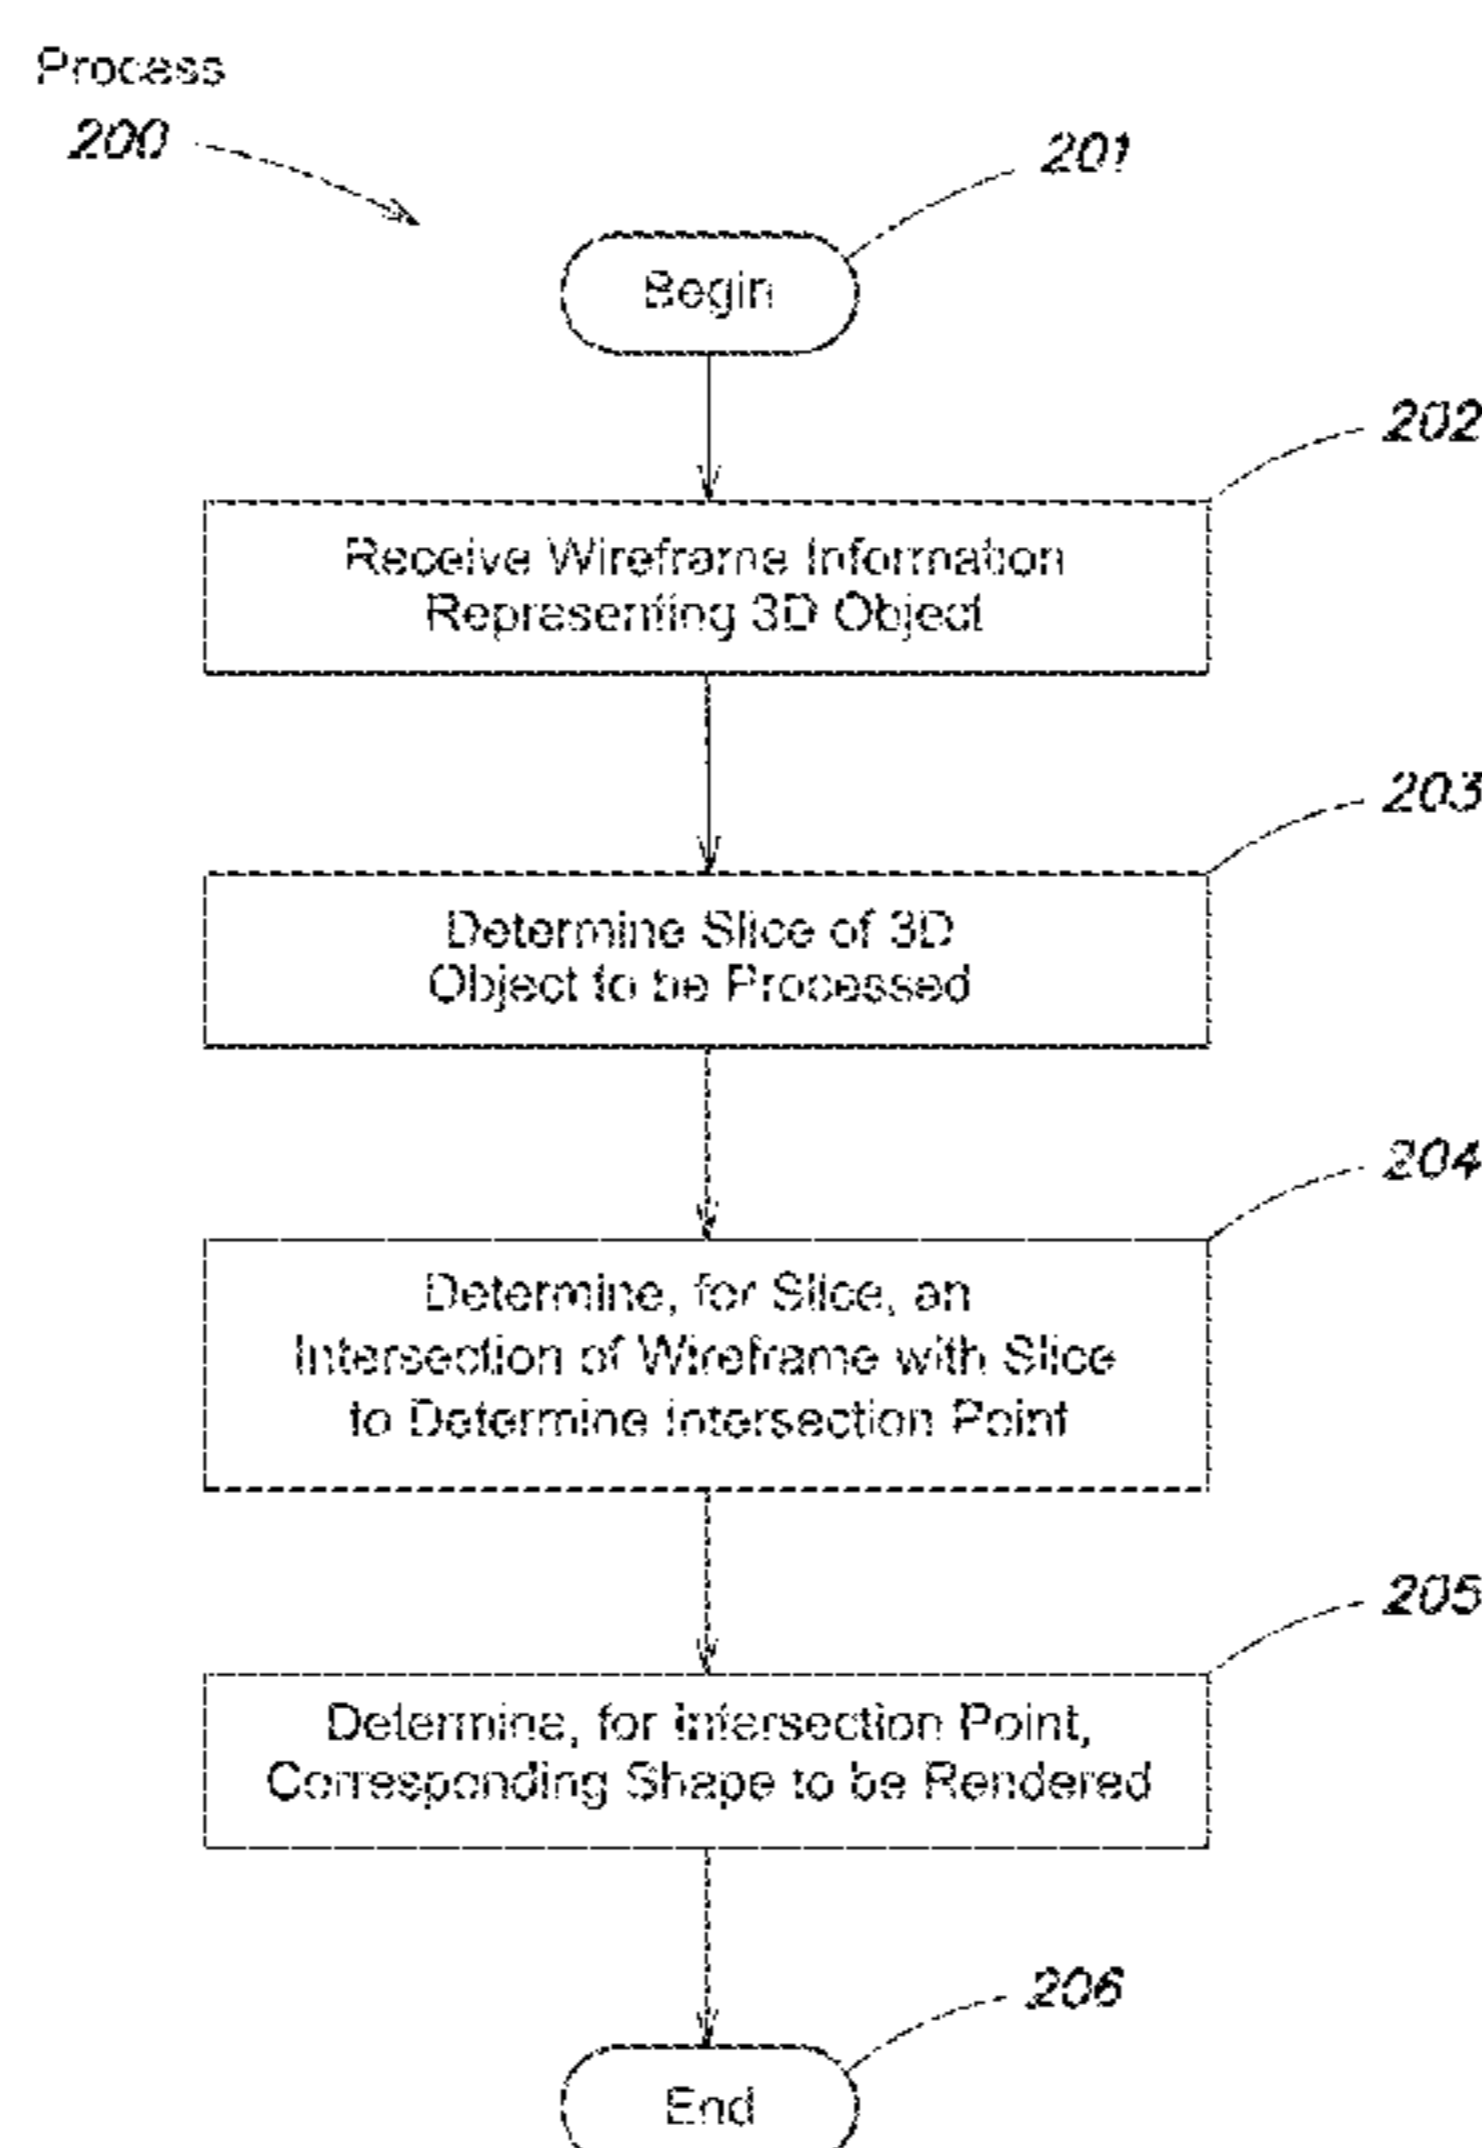 Process
200
201
Begin
202
Receive Wireframe Information
Representing 3D Object
203
Determine Slice of 3D
Object to be Processed
204
Determine, for Slice, an
Intersection of Wireframe with Slice
to Determine Intersection Point
205
Determine, for Intersection Point,
Corresponding Shape to be Rendered
206
End